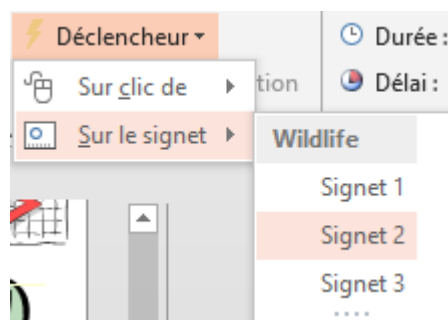 Déclencheur
Durée :
Sur clic de
tion
Délai :
Sur le signet
Wildlife
Signet 1
Signet 2
Signet 3